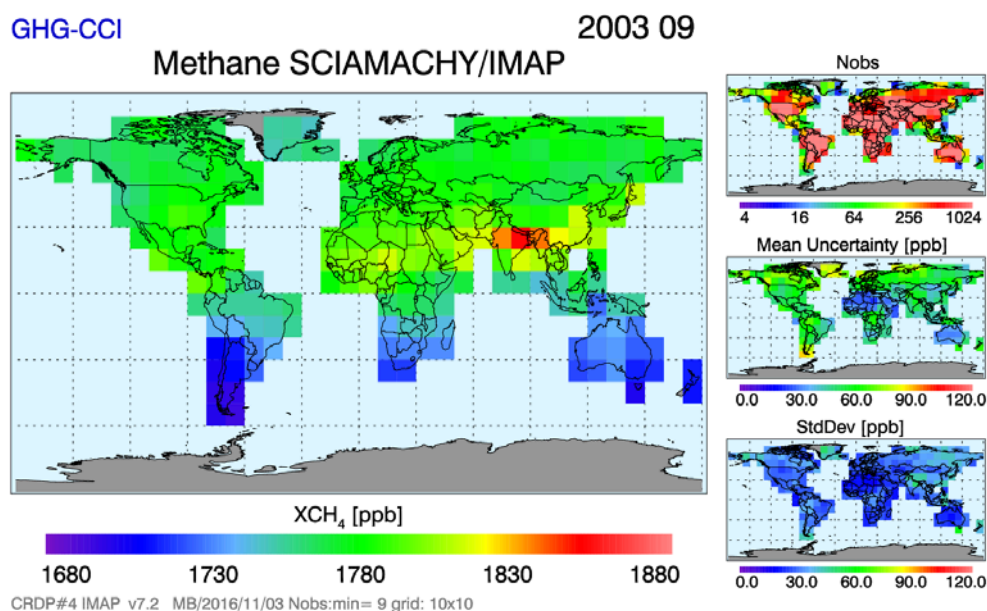 GHG-CCI
2003 09
Methane SCIAMACHY/IMAP
XCH₄ [ppb]
1680 1730 1780 1830 1880
CRDP#4 IMAP v7.2 MB/2016/11/03 Nobs:min= 9 grid: 10x10
Nobs
4 16 64 256 1024
Mean Uncertainty [ppb]
0.0 30.0 60.0 90.0 120.0
StdDev [ppb]
0.0 30.0 60.0 90.0 120.0